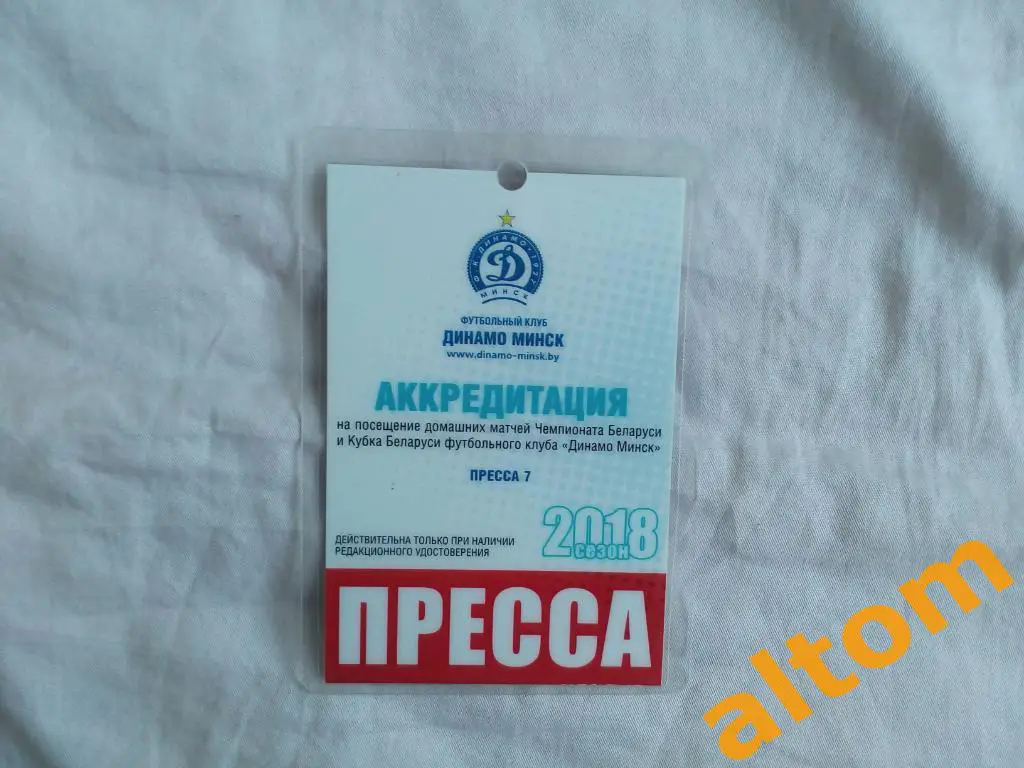 Ф.К. ДИНАМО · 1927
МИНСК
ФУТБОЛЬНЫЙ КЛУБ
ДИНАМО МИНСК
www.dinamo-minsk.by
АККРЕДИТАЦИЯ
на посещение домашних матчей Чемпионата Беларуси
и Кубка Беларуси футбольного клуба «Динамо Минск»
ПРЕССА 7
2018
сезон
ДЕЙСТВИТЕЛЬНА ТОЛЬКО ПРИ НАЛИЧИИ
РЕДАКЦИОННОГО УДОСТОВЕРЕНИЯ
ПРЕССА
altom